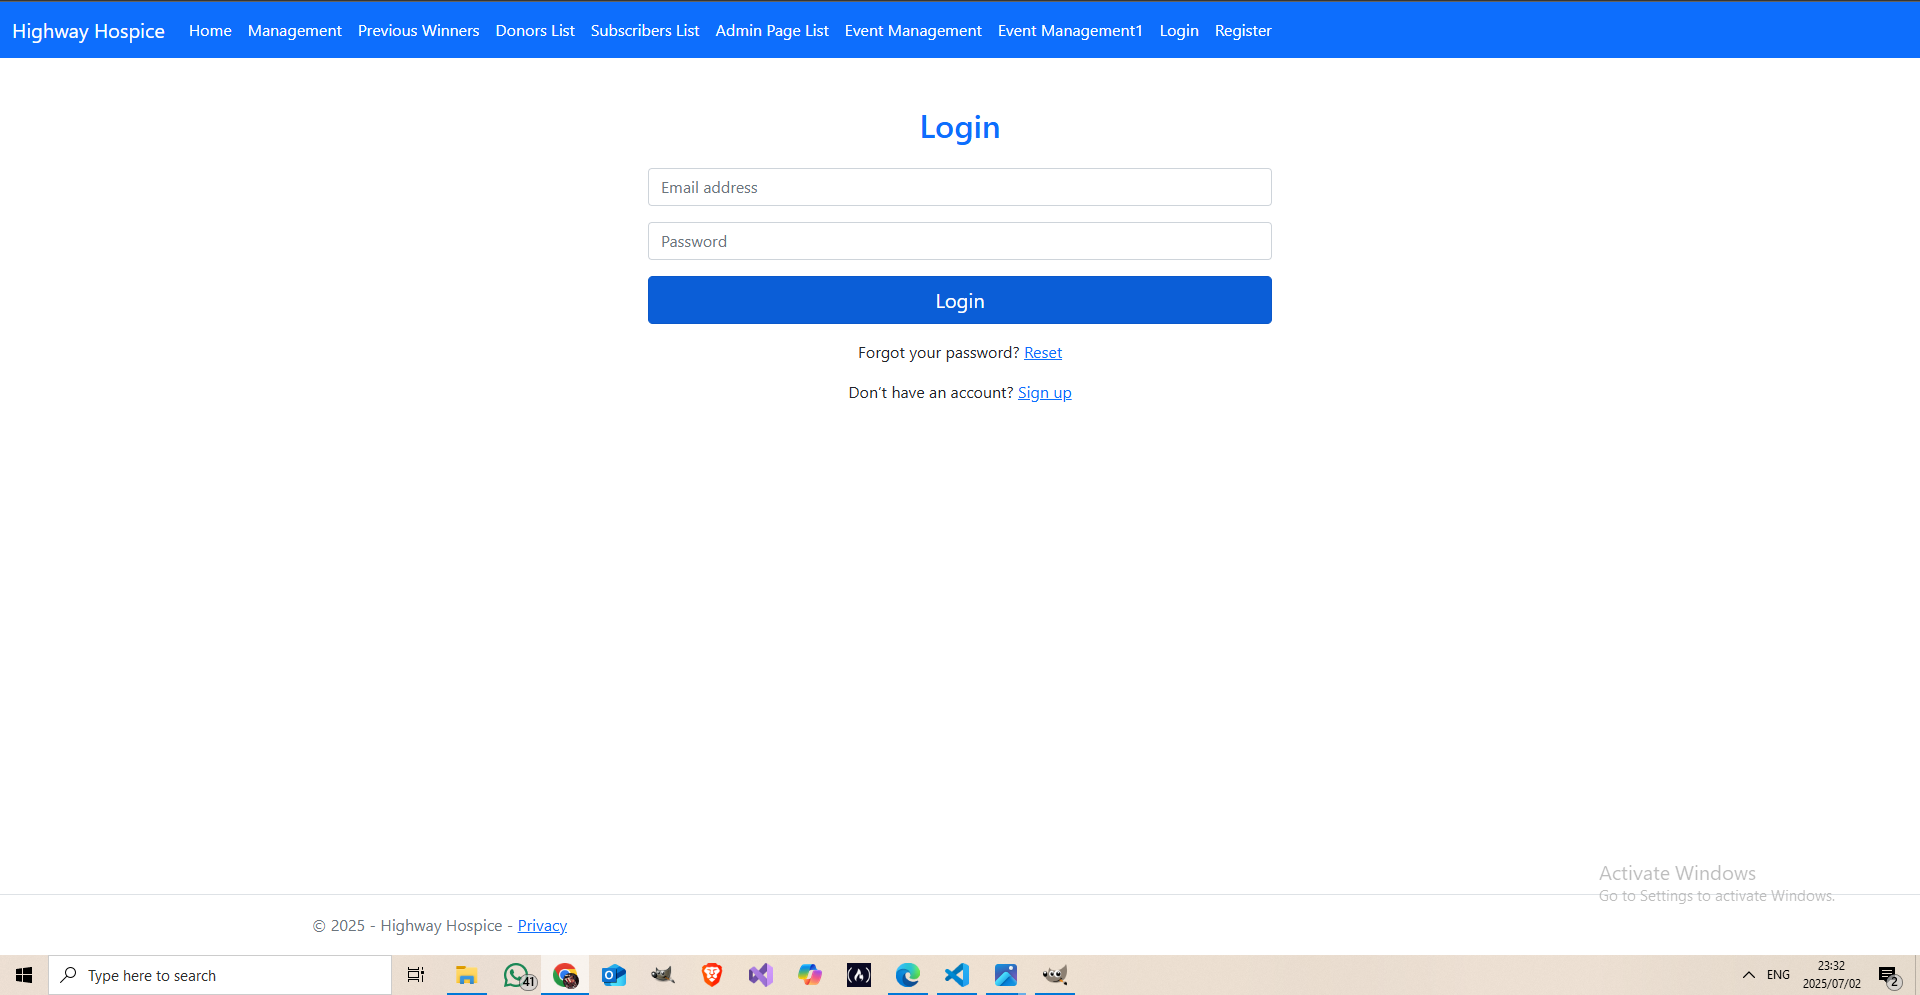 Highway Hospice Home Management Previous Winners Donors List Subscribers List Admin Page List Event Management Event Management1 Login Register
Login
Email address
Password
Login
Forgot your password? Reset
Don't have an account? Sign up
Activate Windows
Go to Settings to activate Windows.
© 2025 - Highway Hospice - Privacy
Type here to search
41
ENG
23:32
2025/07/02
2